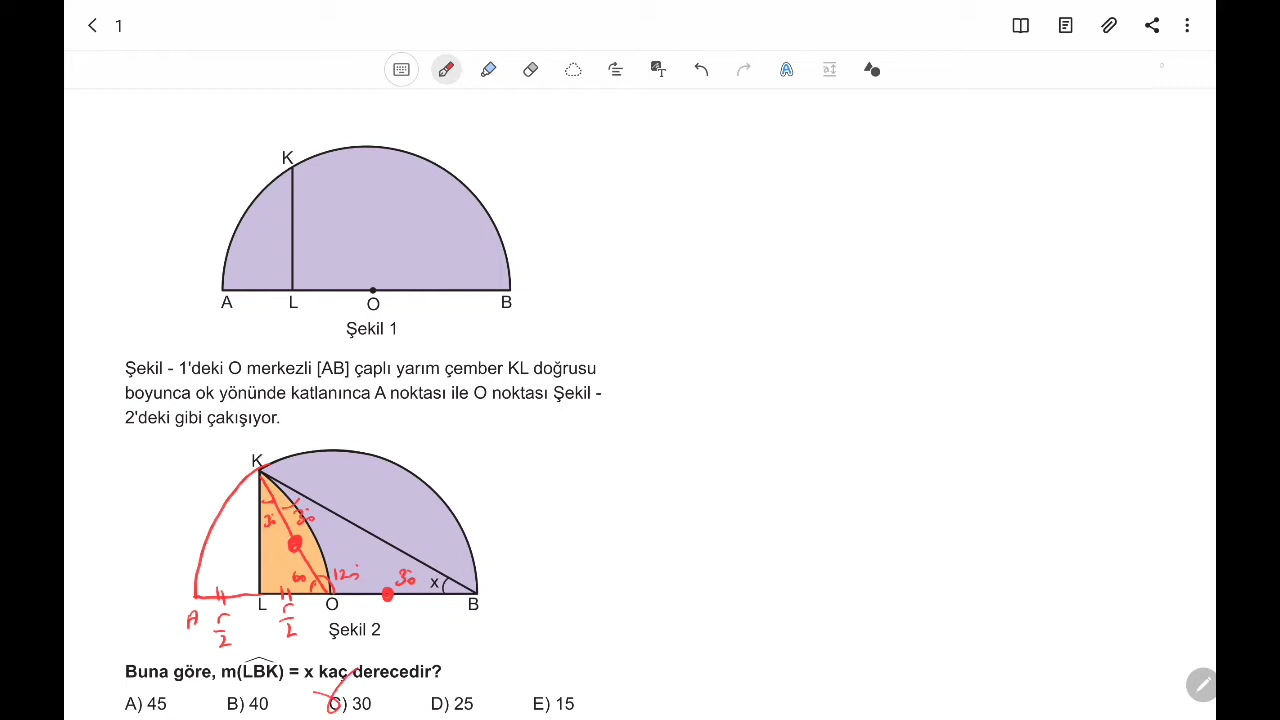 1
K
A L O B
Şekil 1
Şekil - 1'deki O merkezli [AB] çaplı yarım çember KL doğrusu
boyunca ok yönünde katlanınca A noktası ile O noktası Şekil -
2'deki gibi çakışıyor.
K
30 30
60 120 30 x
A L O B
r/2 r/2
Şekil 2
Buna göre, m(LBK) = x kaç derecedir?
A) 45 B) 40 C) 30 D) 25 E) 15